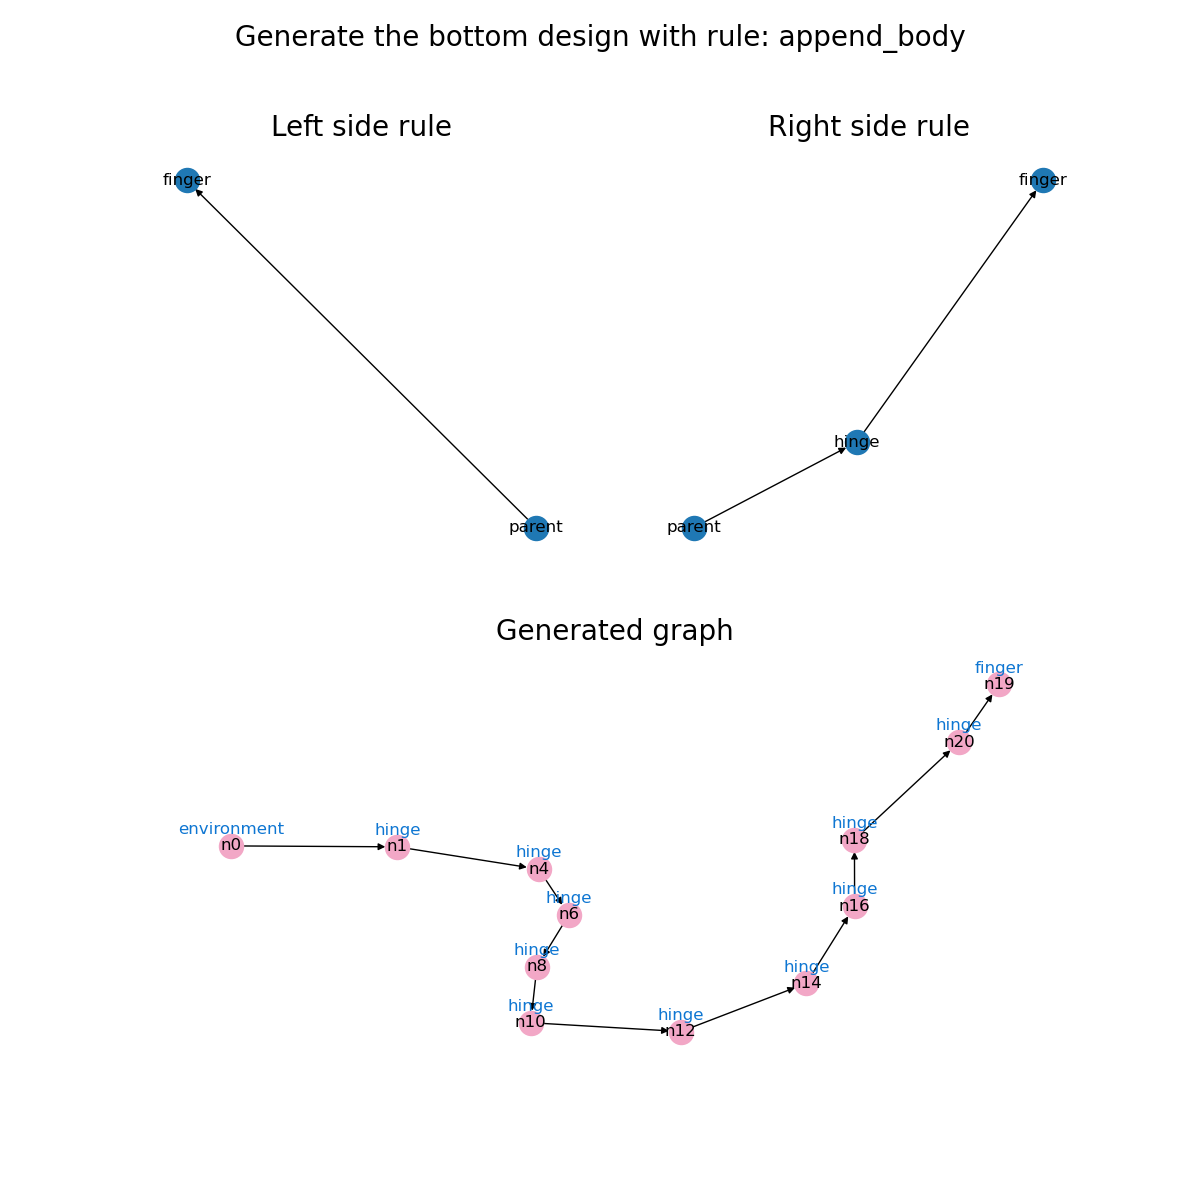 Generate the bottom design with rule: append_body
Left side rule
Right side rule
finger
finger
hinge
parent
parent
Generated graph
finger
n19
hinge
n20
hinge
n18
environment
n0
hinge
n1
hinge
n4
hinge
n6
hinge
n16
hinge
n8
hinge
n14
hinge
n10
hinge
n12